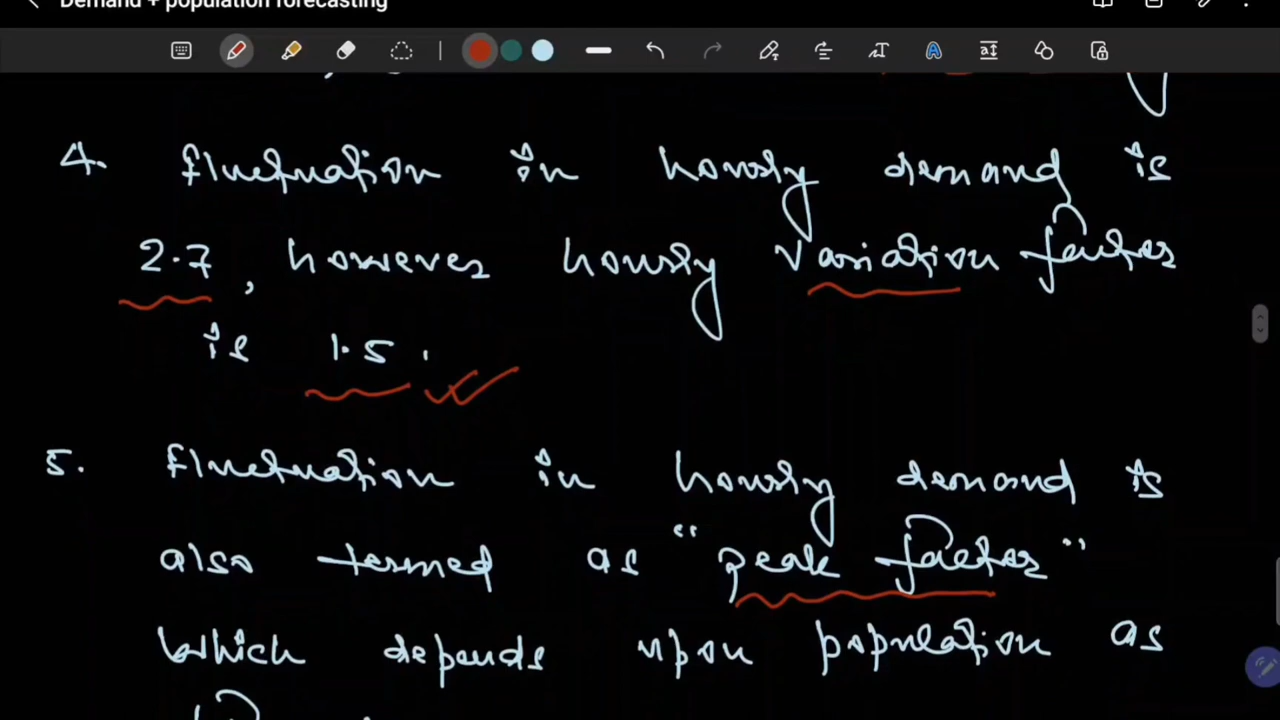 Demand + population forecasting
4. fluctuation in hourly demand is
2.7, however hourly variation factor
is 1.5.
5. fluctuation in hourly demand is
also termed as "peak factor"
which depends upon population as